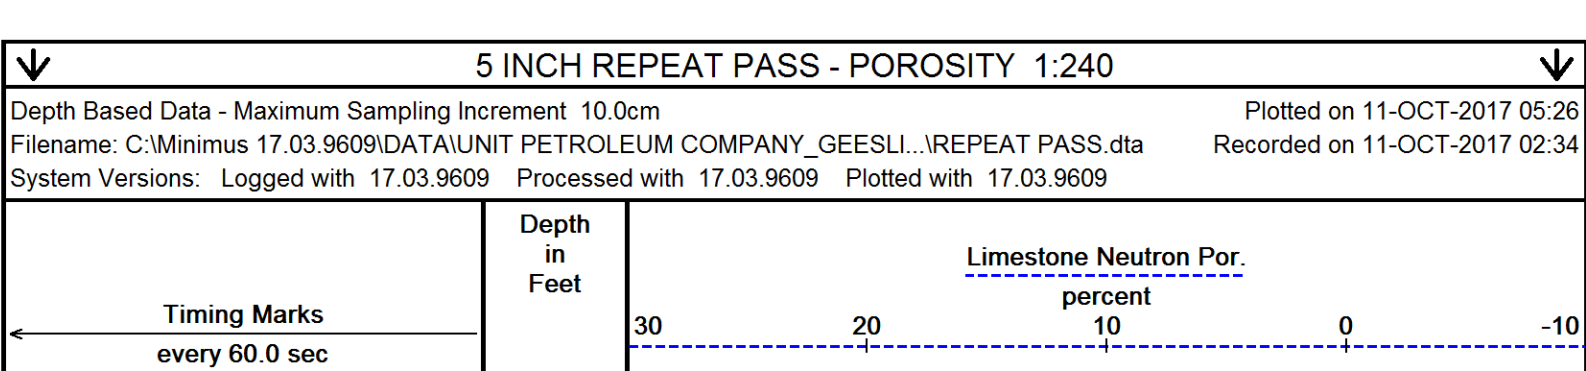 5 INCH REPEAT PASS - POROSITY 1:240
Depth Based Data - Maximum Sampling Increment 10.0cm
Plotted on 11-OCT-2017 05:26
Filename: C:\Minimus 17.03.9609\DATA\UNIT PETROLEUM COMPANY_GEESLI...\REPEAT PASS.dta
Recorded on 11-OCT-2017 02:34
System Versions: Logged with 17.03.9609 Processed with 17.03.9609 Plotted with 17.03.9609
Timing Marks
every 60.0 sec
Depth
in
Feet
Limestone Neutron Por.
percent
30 20 10 0 -10